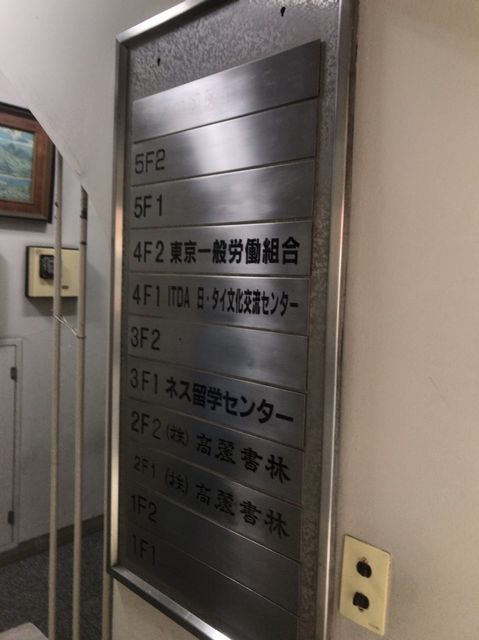 5F2
5F1
4F2 東京一般労働組合
4F1 ITDA 日・タイ文化交流センター
3F2
3F1 ネス留学センター
2F2 (株) 高麗書林
2F1 (株) 高麗書林
1F2
1F1